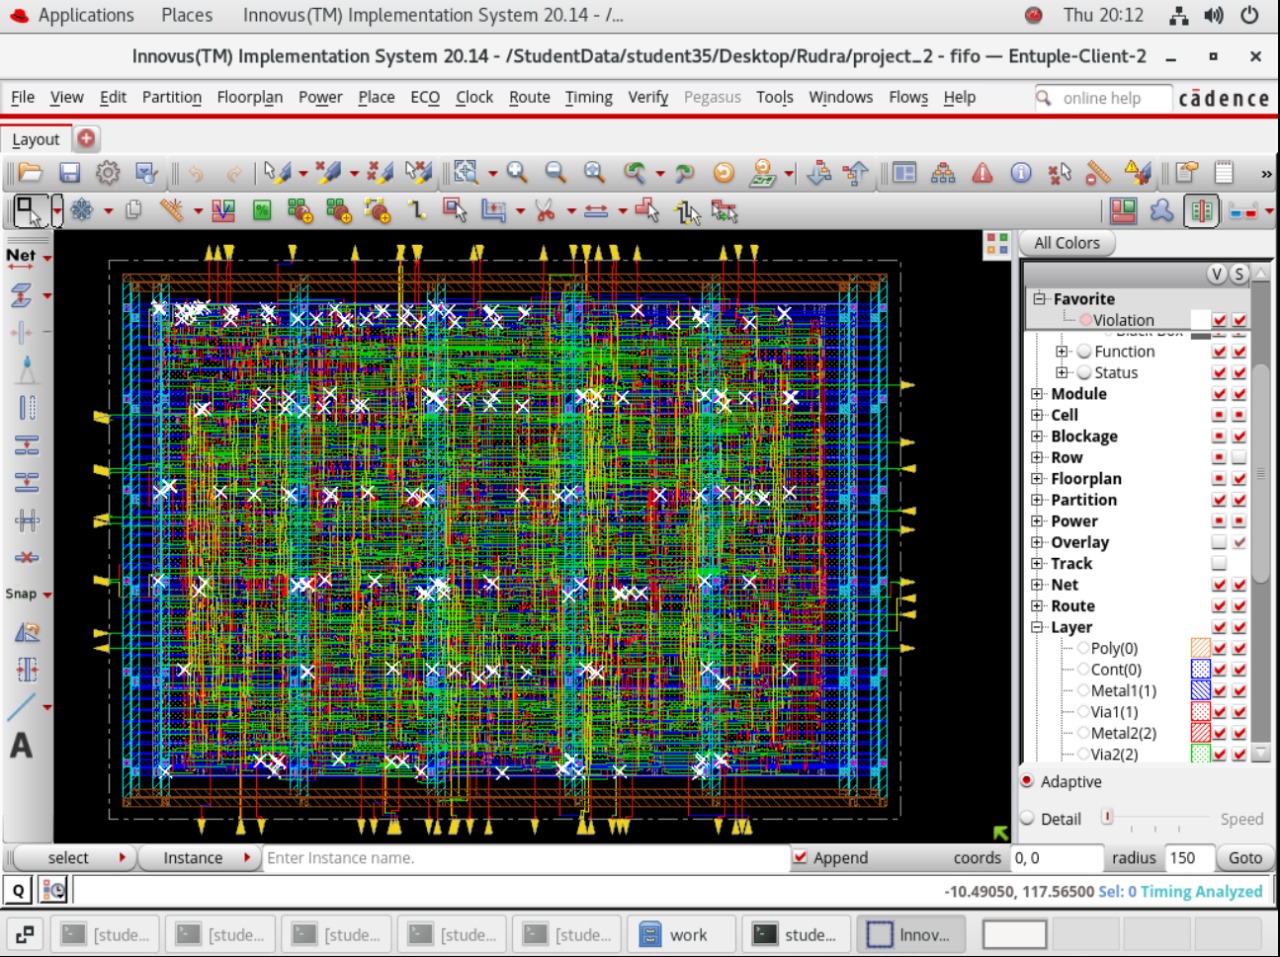 Applications Places Innovus(TM) Implementation System 20.14 - /... Thu 20:12
Innovus(TM) Implementation System 20.14 - /StudentData/student35/Desktop/Rudra/project_2 - fifo — Entuple-Client-2
File View Edit Partition Floorplan Power Place ECO Clock Route Timing Verify Pegasus Tools Windows Flows Help online help cādence
Layout
»
All Colors
Net
V S
Favorite
Violation
Black Box
Function
Status
Module
Cell
Blockage
Row
Floorplan
Partition
Power
Overlay
Track
Net
Snap
Route
Layer
Poly(0)
Cont(0)
Metal1(1)
Via1(1)
Metal2(2)
Via2(2)
A
Adaptive
Detail Speed
select Instance Enter Instance name. Append coords 0, 0 radius 150 Goto
Q -10.49050, 117.56500 Sel: 0 Timing Analyzed
[stude... [stude... [stude... [stude... [stude... work stude... Innov...